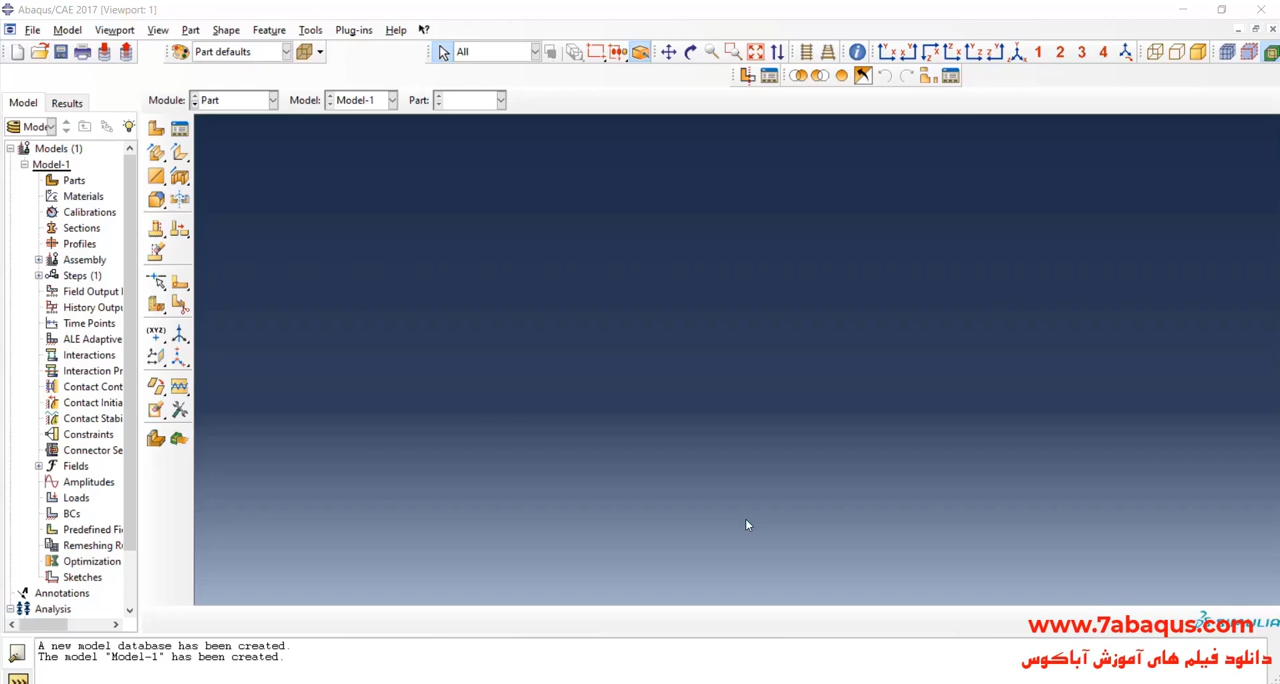 Abaqus/CAE 2017 [Viewport: 1]
File Model Viewport View Part Shape Feature Tools Plug-ins Help
Part defaults All 1 2 3 4
Model Results Module: Part Model: Model-1 Part:
Models (1)
Model-1
Parts
Materials
Calibrations
Sections
Profiles
Assembly
Steps (1)
Field Output
History Outpu
Time Points
ALE Adaptive
Interactions
Interaction Pr
Contact Cont
Contact Initia
Contact Stabi
Constraints
Connector Se
Fields
Amplitudes
Loads
BCs
Predefined Fi
Remeshing R
Optimization
Sketches
Annotations
Analysis
(XYZ)
www.7abaqus.com
دانلود فیلم های آموزش آباکوس
A new model database has been created.
The model "Model-1" has been created.